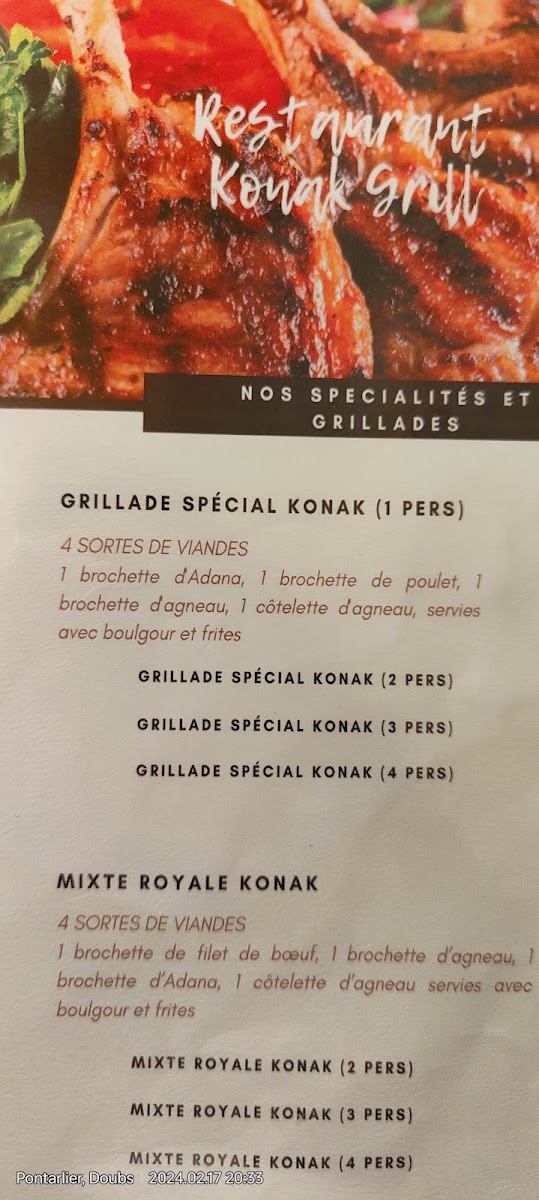 Restaurant
Konak Grill
NOS SPECIALITÉS ET
GRILLADES
GRILLADE SPÉCIAL KONAK (1 PERS)
4 SORTES DE VIANDES
1 brochette d'Adana, 1 brochette de poulet, 1
brochette d'agneau, 1 côtelette d'agneau, servies
avec boulgour et frites
GRILLADE SPÉCIAL KONAK (2 PERS)
GRILLADE SPÉCIAL KONAK (3 PERS)
GRILLADE SPÉCIAL KONAK (4 PERS)
MIXTE ROYALE KONAK
4 SORTES DE VIANDES
1 brochette de filet de bœuf, 1 brochette d'agneau, 1
brochette d'Adana, 1 côtelette d'agneau servies avec
boulgour et frites
MIXTE ROYALE KONAK (2 PERS)
MIXTE ROYALE KONAK (3 PERS)
MIXTE ROYALE KONAK (4 PERS)
Pontarlier, Doubs 2024.02.17 20:33